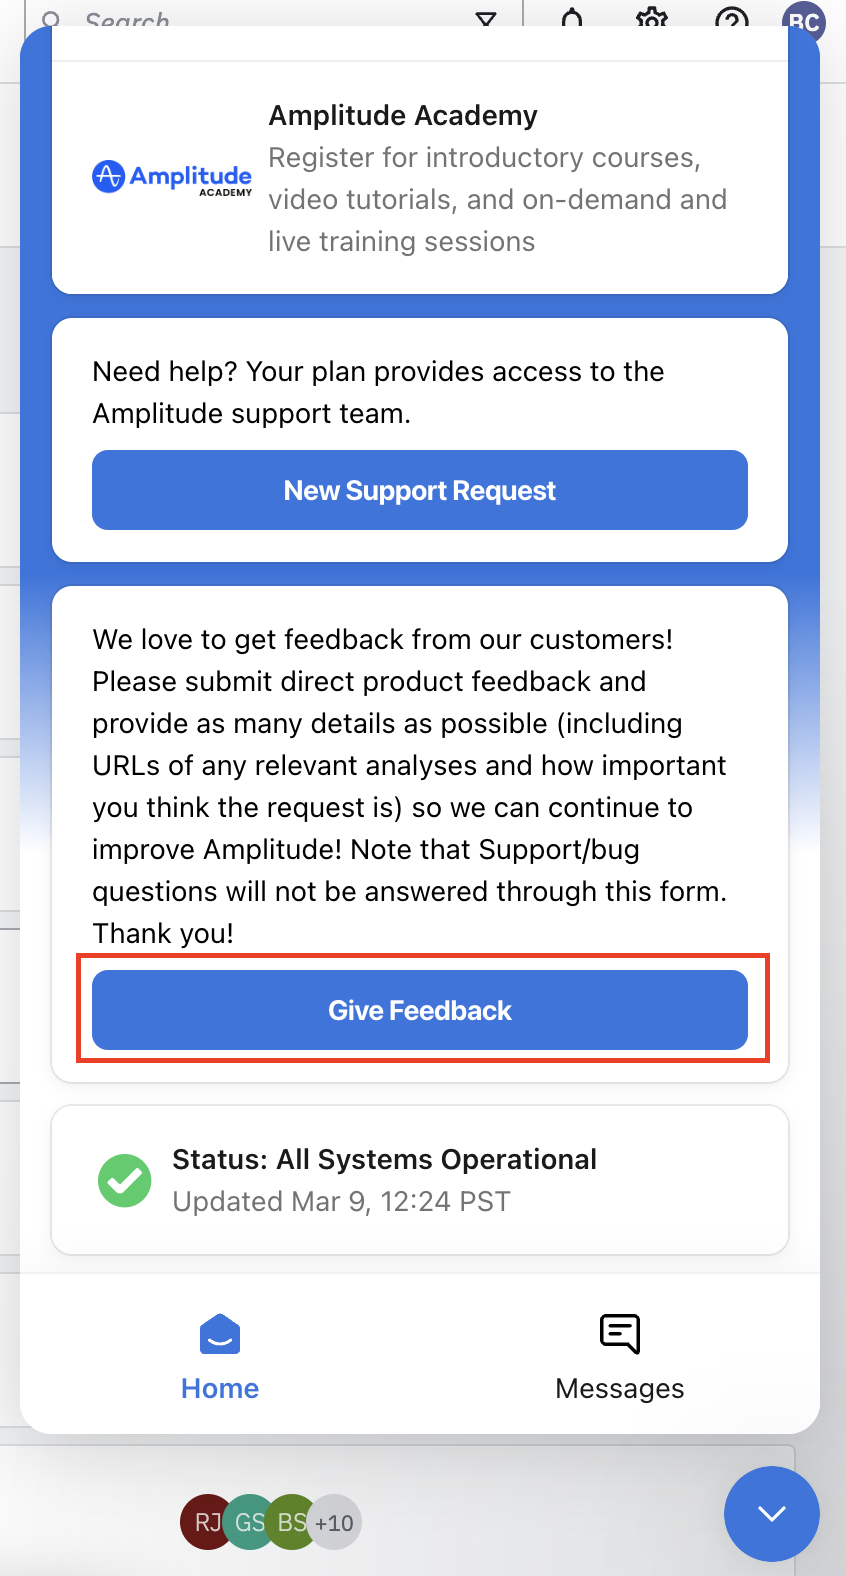 Search
BC
Amplitude Academy
Register for introductory courses,
video tutorials, and on-demand and
live training sessions
Amplitude
ACADEMY
Need help? Your plan provides access to the
Amplitude support team.
New Support Request
We love to get feedback from our customers!
Please submit direct product feedback and
provide as many details as possible (including
URLs of any relevant analyses and how important
you think the request is) so we can continue to
improve Amplitude! Note that Support/bug
questions will not be answered through this form.
Thank you!
Give Feedback
Status: All Systems Operational
Updated Mar 9, 12:24 PST
Home
Messages
RJ GS BS +10